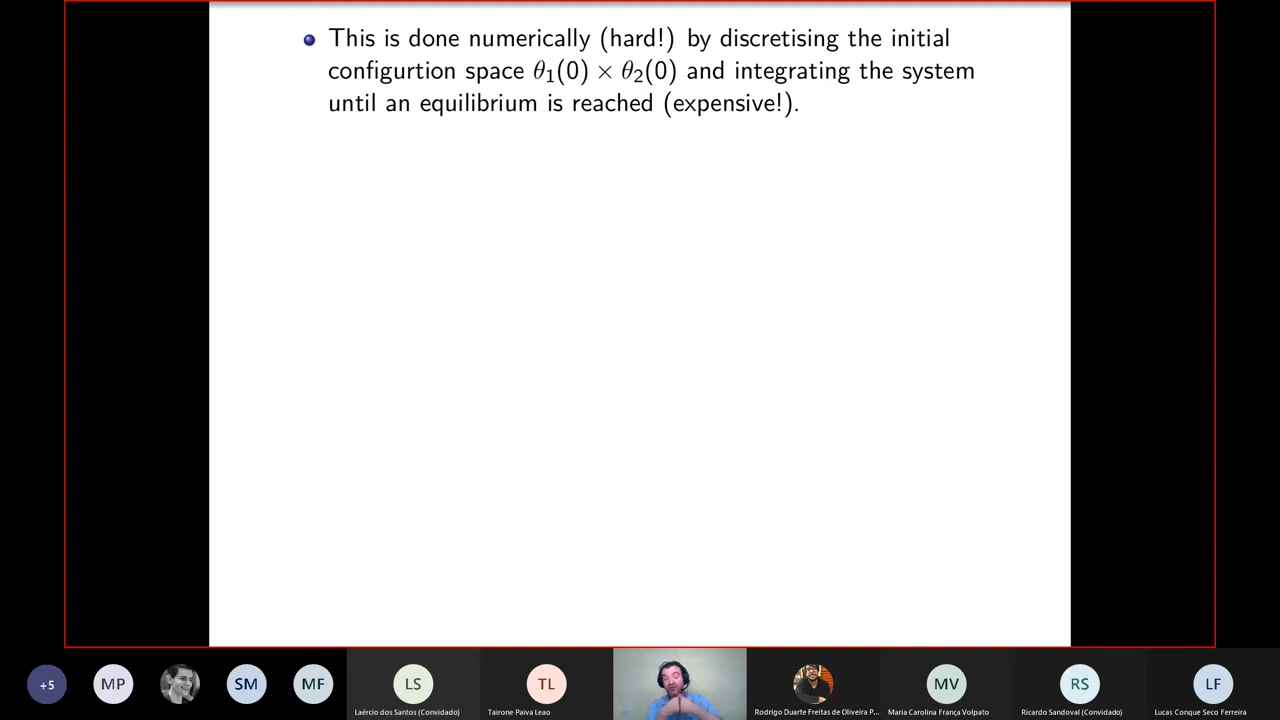 This is done numerically (hard!) by discretising the initial
configurtion space θ₁(0) × θ₂(0) and integrating the system
until an equilibrium is reached (expensive!).
+5
MP
SM
MF
LS
Laércio dos Santos (Convidado)
TL
Tairone Paiva Leao
Rodrigo Duarte Freitas de Oliveira P...
MV
Maria Carolina França Volpato
RS
Ricardo Sandoval (Convidado)
LF
Lucas Conque Seco Ferreira